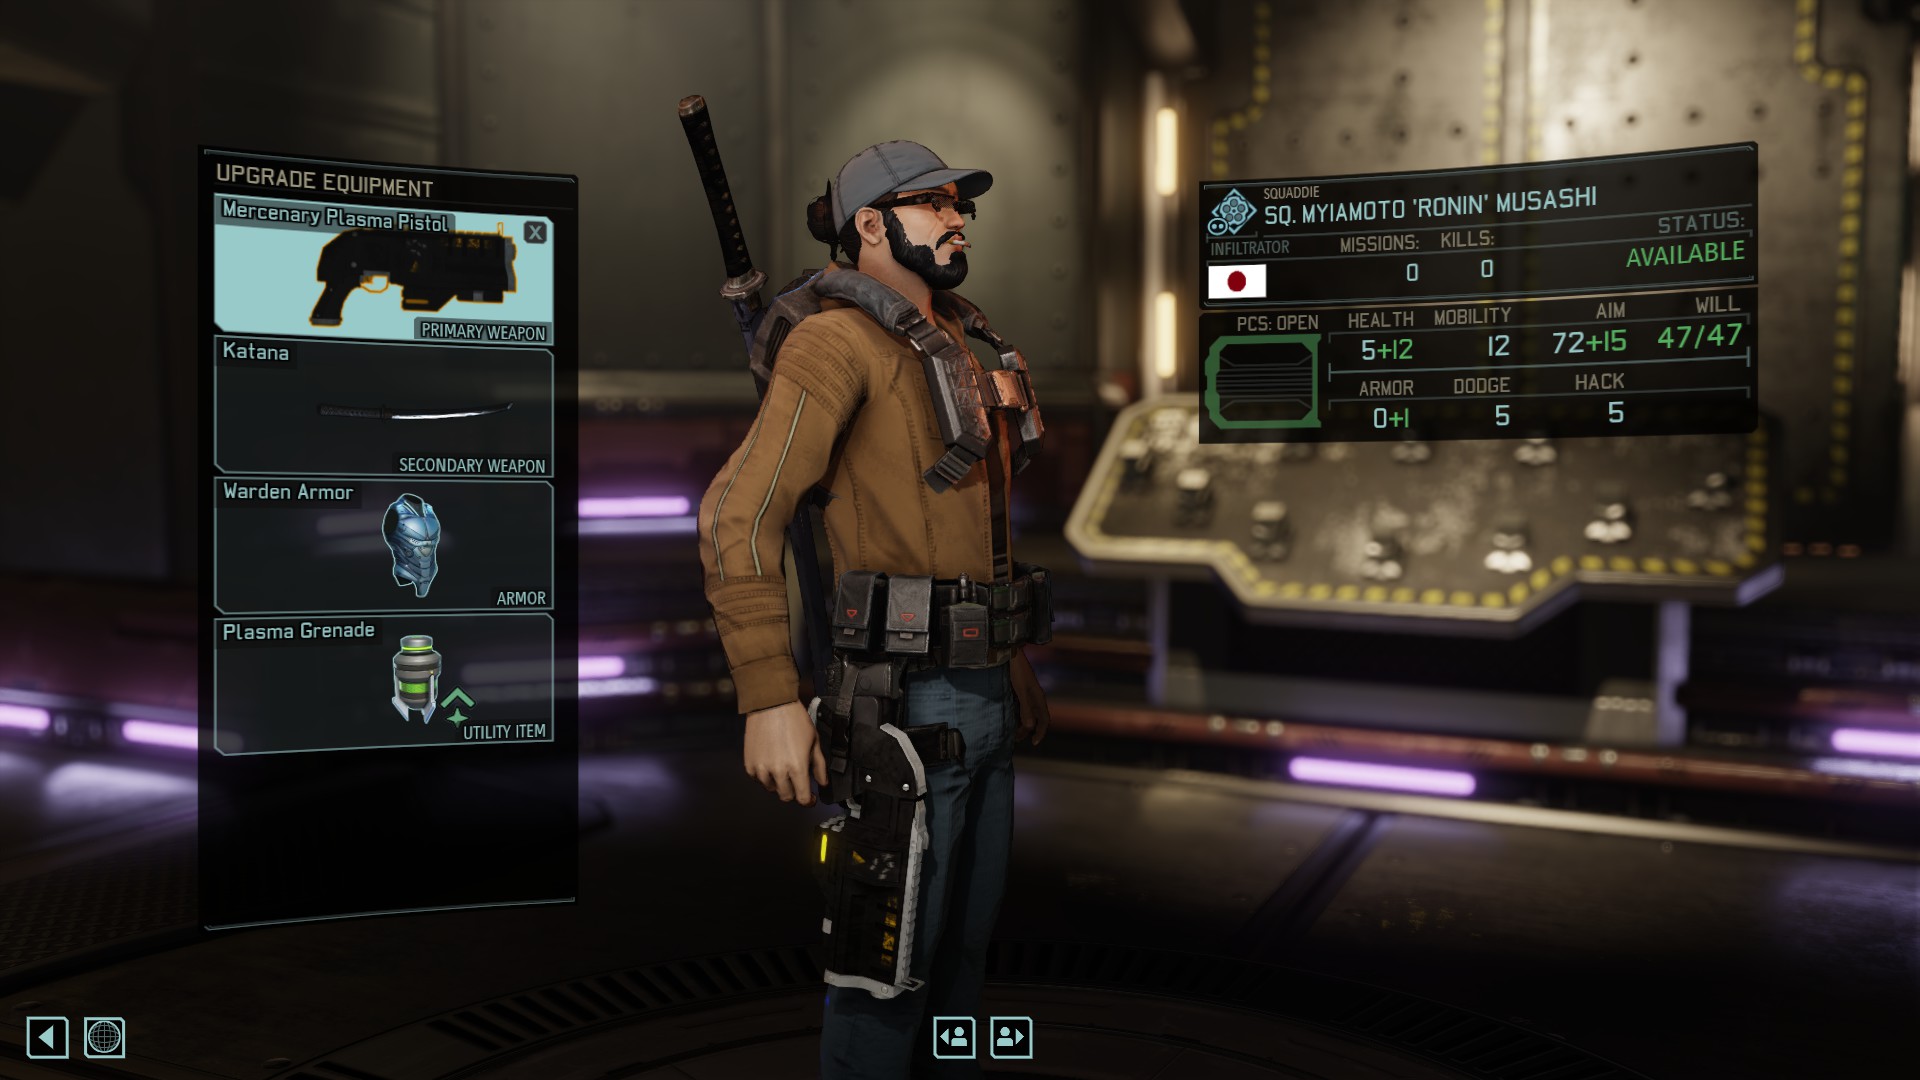 UPGRADE EQUIPMENT
Mercenary Plasma Pistol
X
PRIMARY WEAPON
Katana
SECONDARY WEAPON
Warden Armor
ARMOR
Plasma Grenade
UTILITY ITEM
SQUADDIE
SQ. MYIAMOTO 'RONIN' MUSASHI
INFILTRATOR
MISSIONS: KILLS: STATUS:
0 0 AVAILABLE
PCS: OPEN HEALTH MOBILITY AIM WILL
5+12 12 72+15 47/47
ARMOR DODGE HACK
0+1 5 5